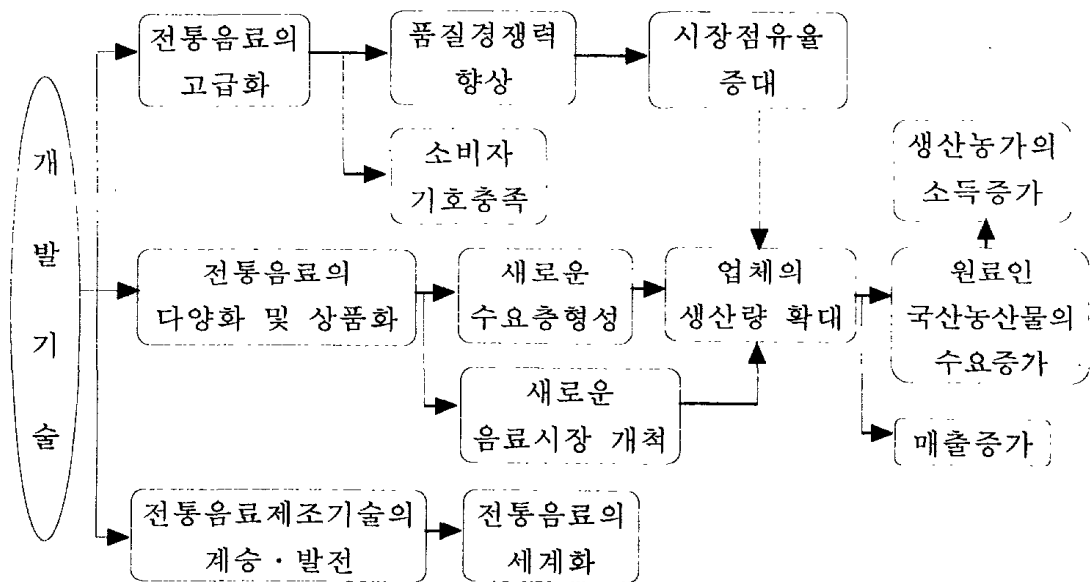 개
발
기
술
전통음료의
고급화
품질경쟁력
향상
시장점유율
증대
소비자
기호충족
생산농가의
소득증가
전통음료의
다양화 및 상품화
새로운
수요층형성
업체의
생산량 확대
원료인
국산농산물의
수요증가
새로운
음료시장 개척
매출증가
전통음료제조기술의
계승 · 발전
전통음료의
세계화